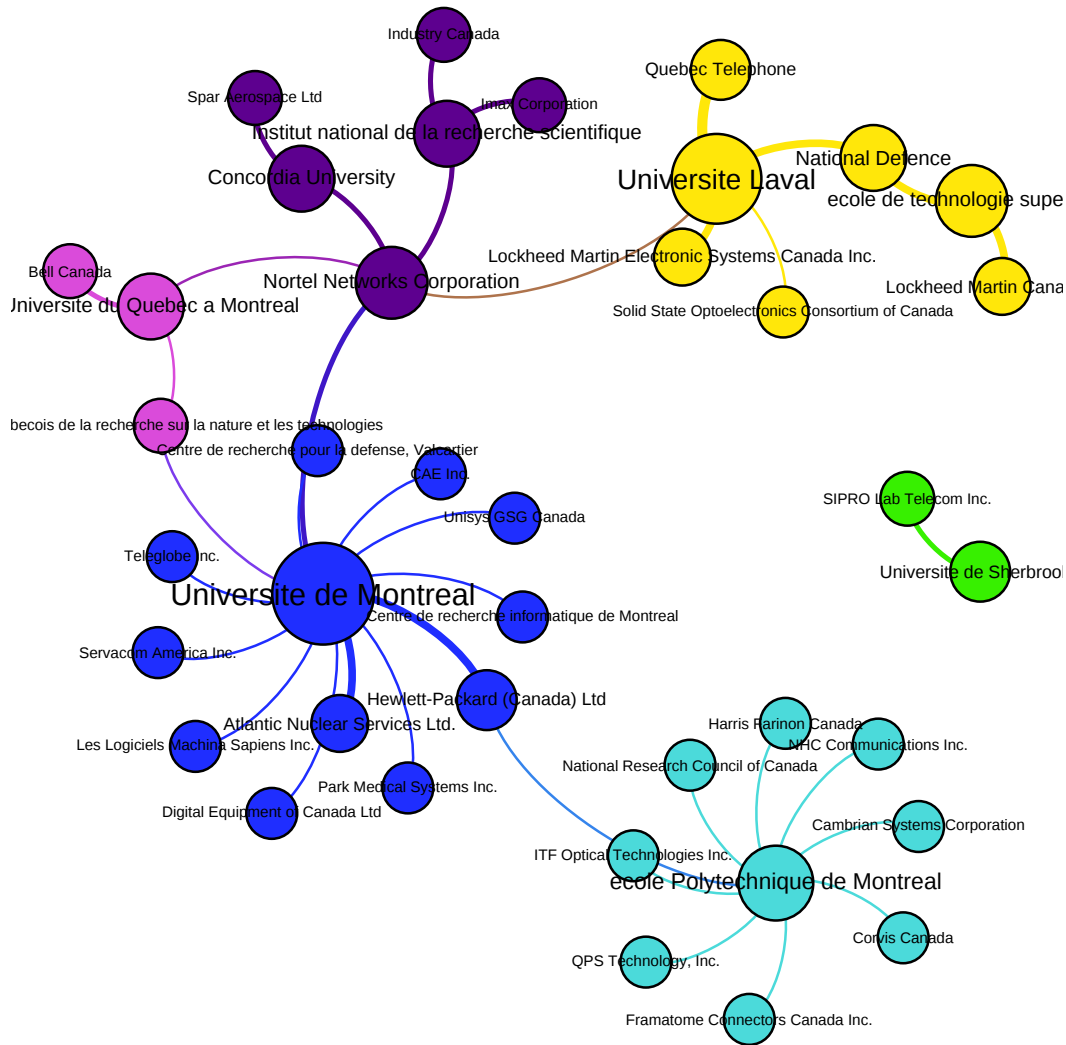 Industry Canada
Quebec Telephone
Spar Aerospace Ltd
Imax Corporation
Institut national de la recherche scientifique
National Defence
Concordia University
Universite Laval
ecole de technologie supe
Lockheed Martin Electronic Systems Canada Inc.
Bell Canada
Nortel Networks Corporation
Lockheed Martin Cana
Universite du Quebec a Montreal
Solid State Optoelectronics Consortium of Canada
becois de la recherche sur la nature et les technologies
Centre de recherche pour la defense, Valcartier
CAE Inc.
SIPRO Lab Telecom Inc.
Unisys GSG Canada
Teleglobe Inc.
Universite de Sherbrook
Universite de Montreal
Centre de recherche informatique de Montreal
Servacom America Inc.
Hewlett-Packard (Canada) Ltd
Atlantic Nuclear Services Ltd.
Harris Farinon Canada
Les Logiciels Machina Sapiens Inc.
NHC Communications Inc.
National Research Council of Canada
Park Medical Systems Inc.
Digital Equipment of Canada Ltd
Cambrian Systems Corporation
ITF Optical Technologies Inc.
ecole Polytechnique de Montreal
Corvis Canada
QPS Technology, Inc.
Framatome Connectors Canada Inc.